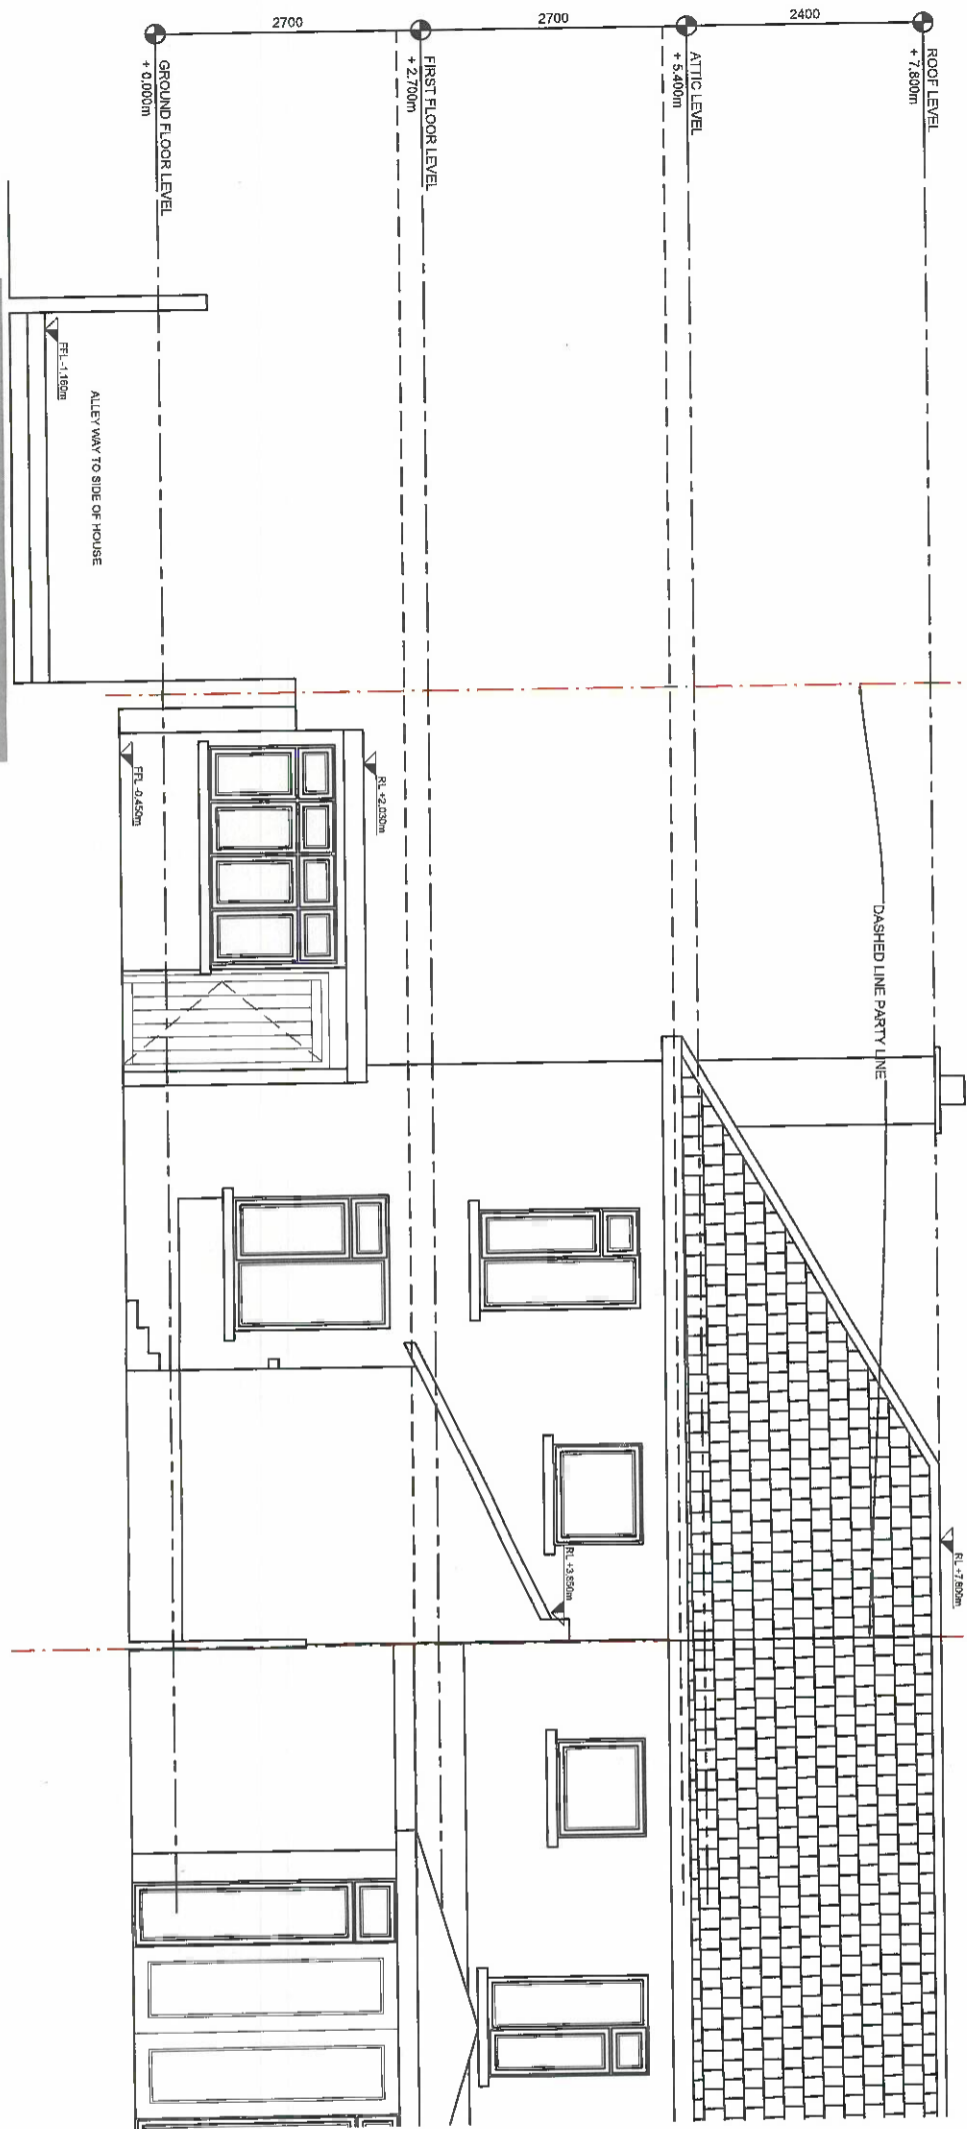 ROOF LEVEL
+ 7.800m
2400
ATTIC LEVEL
+ 5.400m
2700
FIRST FLOOR LEVEL
+ 2.700m
2700
GROUND FLOOR LEVEL
+ 0.000m
FFL -1.160m
ALLEY WAY TO SIDE OF HOUSE
FFL -0.450m
RL +2.030m
DASHED LINE PARTY LINE
RL +3.850m
RL +7.800m